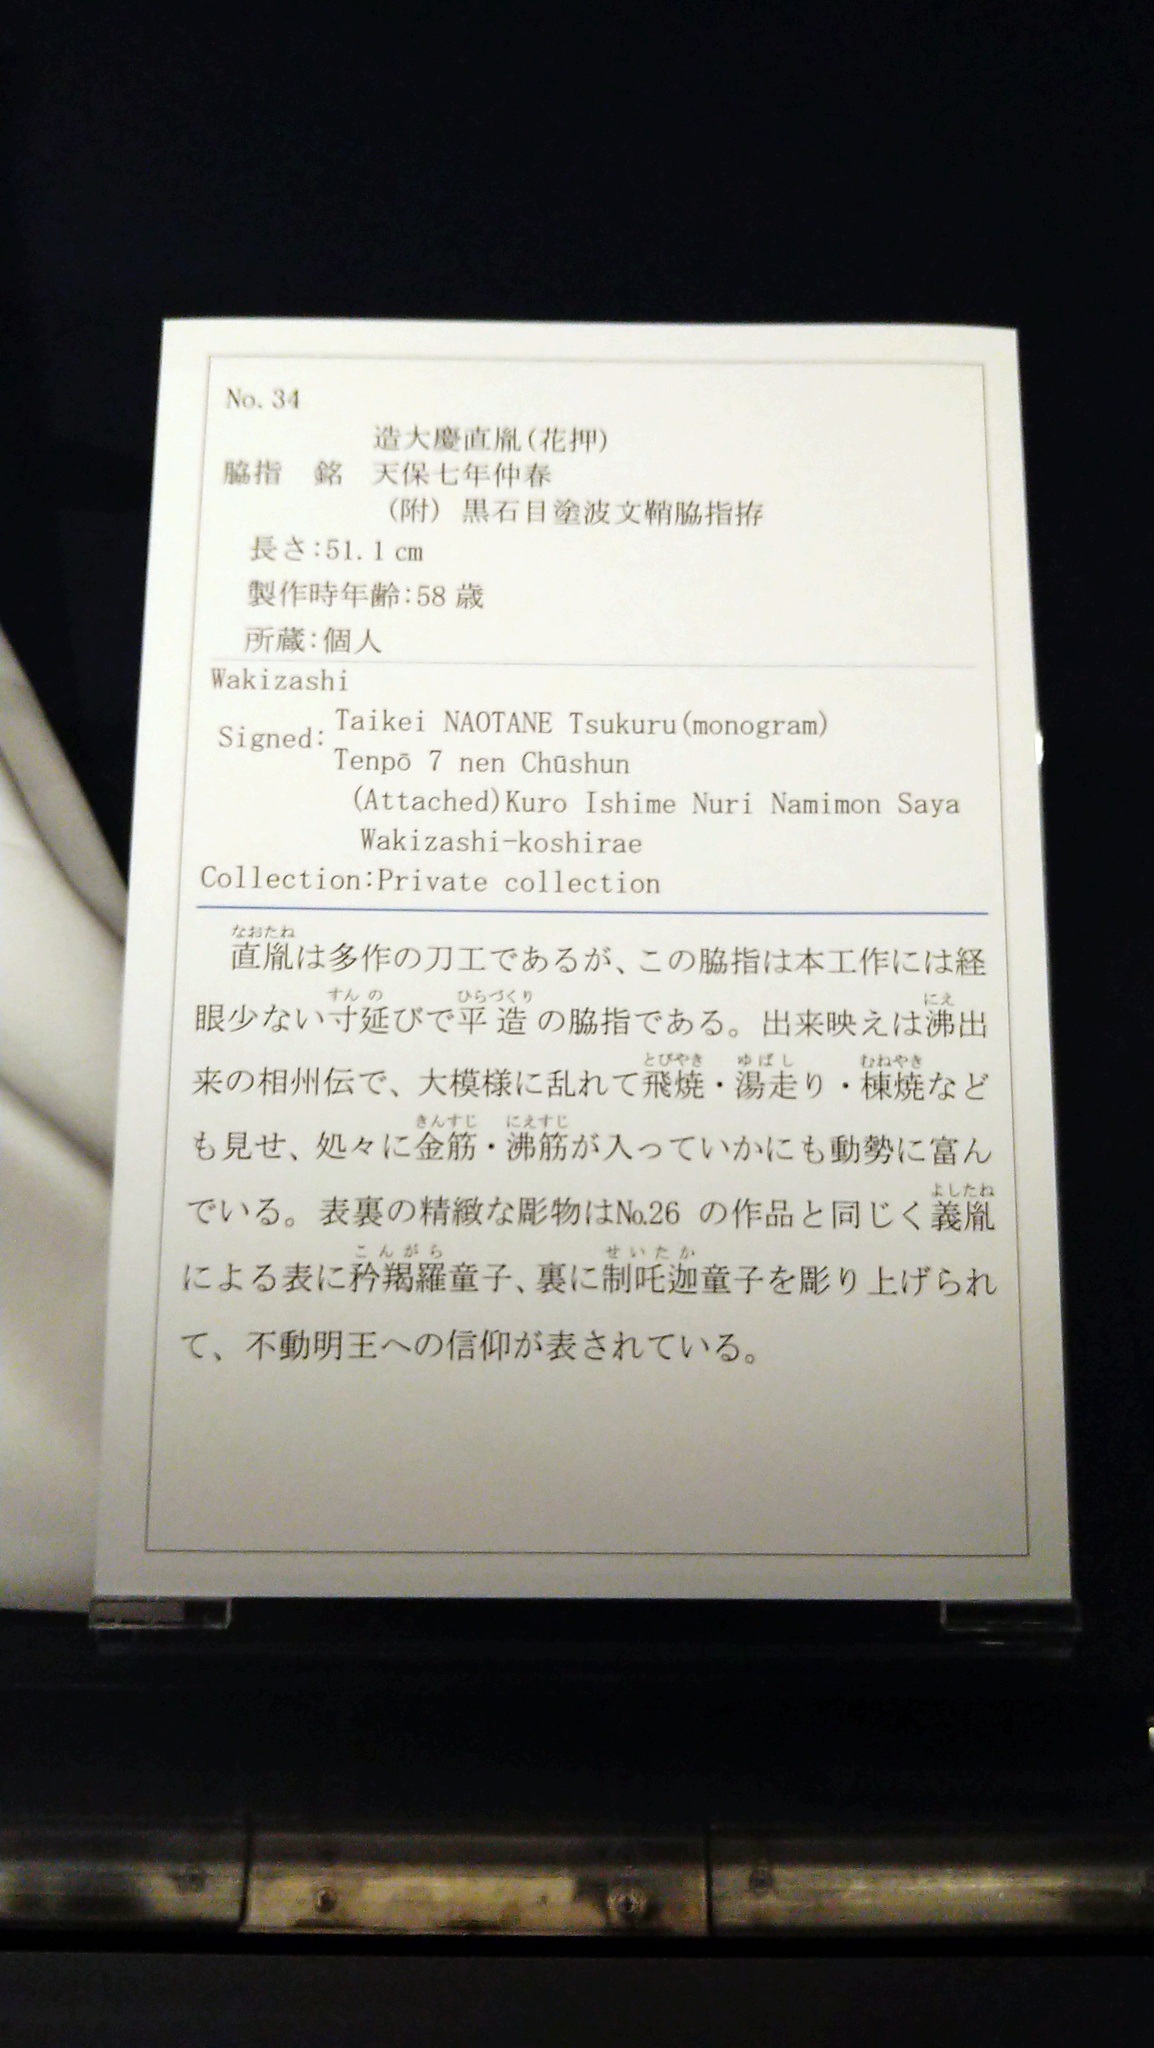 No.34
造大慶直胤(花押)
脇指 銘 天保七年仲春
(附) 黒石目塗波文鞘脇指拵
長さ:51.1cm
製作時年齢:58歳
所蔵:個人
Wakizashi
Signed: Taikei NAOTANE Tsukuru(monogram)
Tenpō 7 nen Chūshun
(Attached)Kuro Ishime Nuri Namimon Saya
Wakizashi-koshirae
Collection:Private collection
なおたね
直胤は多作の刀工であるが、この脇指は本工作には経
すん の ひらづくり にえ
眼少ない寸延びで平造の脇指である。出来映えは沸出
とびやき ゆばし むねやき
来の相州伝で、大模様に乱れて飛焼・湯走り・棟焼など
きんすじ にえすじ
も見せ、処々に金筋・沸筋が入っていかにも動勢に富ん
よしたね
でいる。表裏の精緻な彫物は№26 の作品と同じく義胤
こんがら せいたか
による表に矜羯羅童子、裏に制吒迦童子を彫り上げられ
て、不動明王への信仰が表されている。